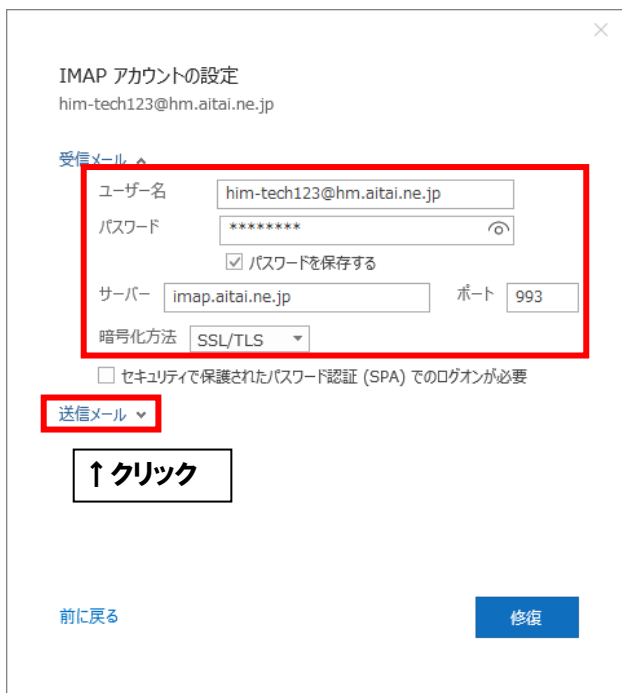 IMAP アカウントの設定
him-tech123@hm.aitai.ne.jp
受信メール
ユーザー名 him-tech123@hm.aitai.ne.jp
パスワード ********
パスワードを保存する
サーバー imap.aitai.ne.jp ポート 993
暗号化方法 SSL/TLS
セキュリティで保護されたパスワード認証 (SPA) でのログオンが必要
送信メール
↑クリック
前に戻る 修復